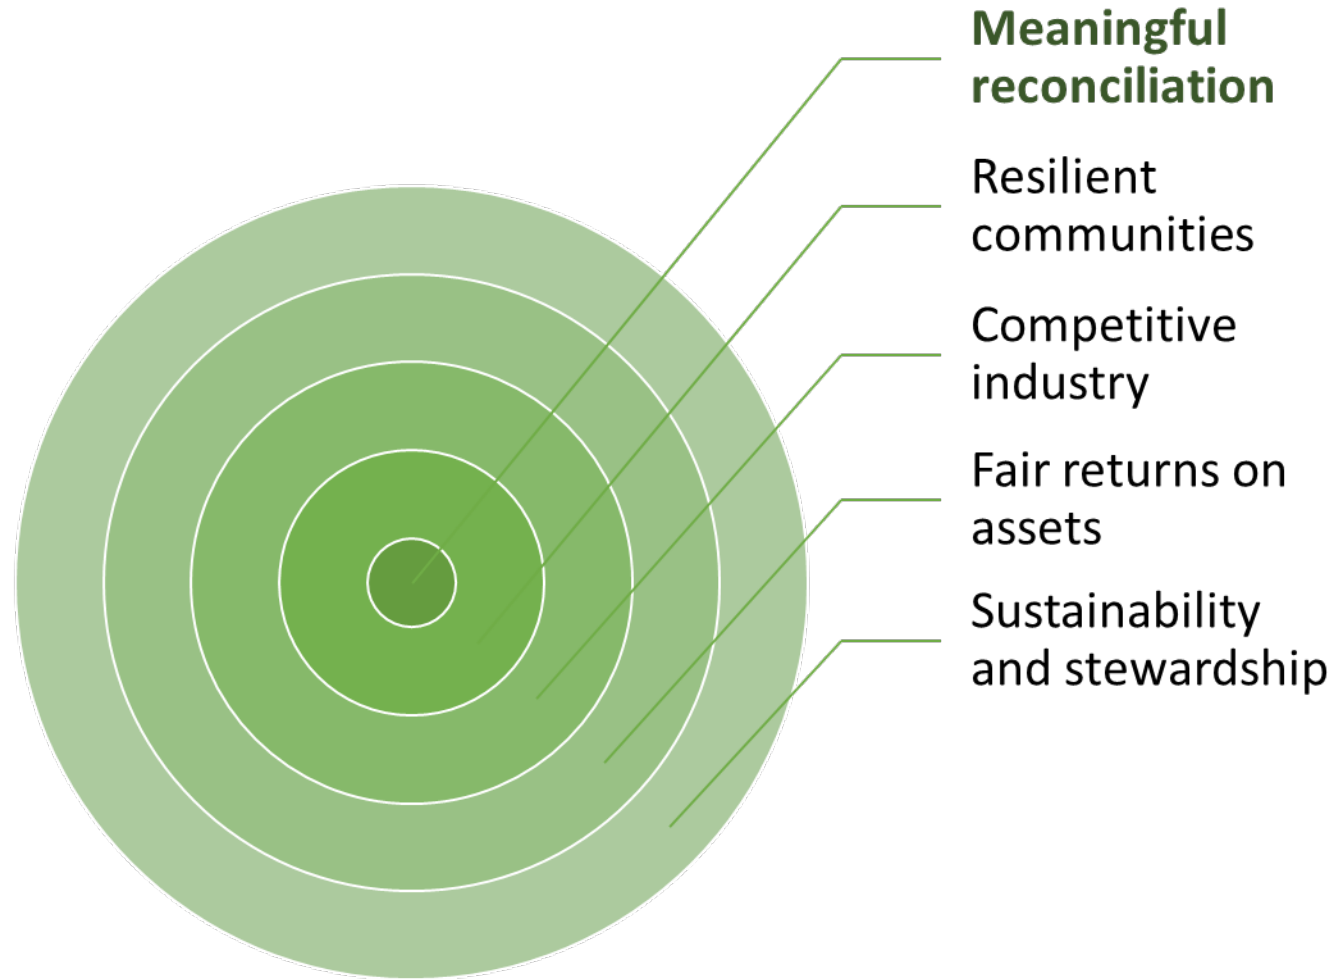 Meaningful
reconciliation
Resilient
communities
Competitive
industry
Fair returns on
assets
Sustainability
and stewardship